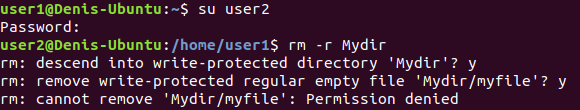 user1@Denis-Ubuntu:~$ su user2
Password:
user2@Denis-Ubuntu:/home/user1$ rm -r Mydir
rm: descend into write-protected directory 'Mydir'? y
rm: remove write-protected regular empty file 'Mydir/myfile'? y
rm: cannot remove 'Mydir/myfile': Permission denied